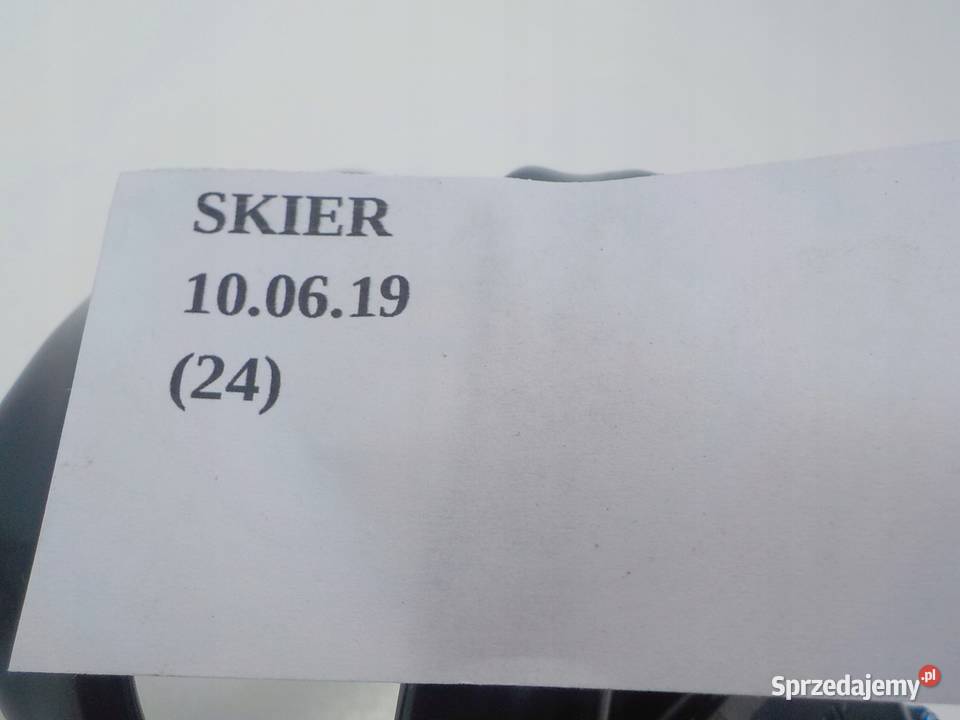 SKIER
10.06.19
(24)
Sprzedajemy.pl